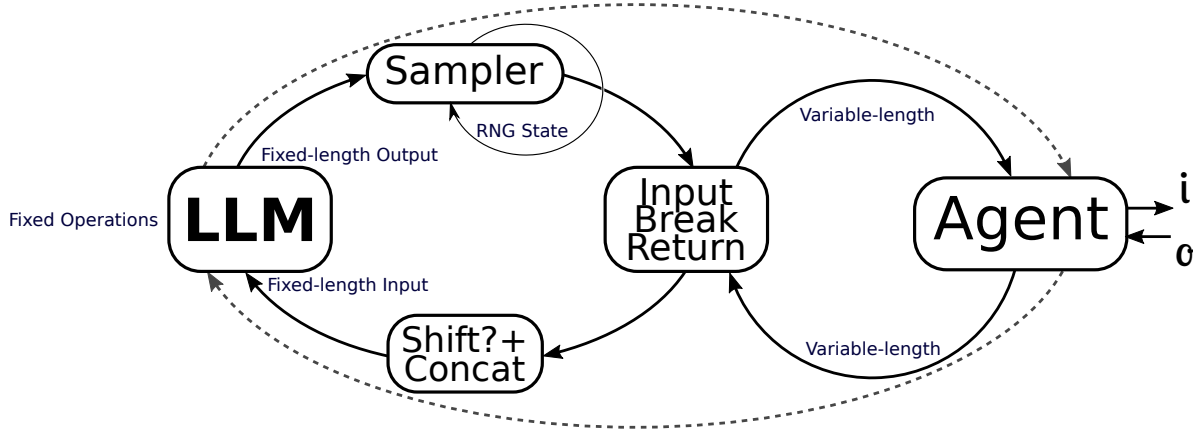 Sampler
RNG State
Variable-length
Fixed-length Output
Fixed Operations
LLM
Input
Break
Return
Agent
i
o
Fixed-length Input
Shift?+
Concat
Variable-length